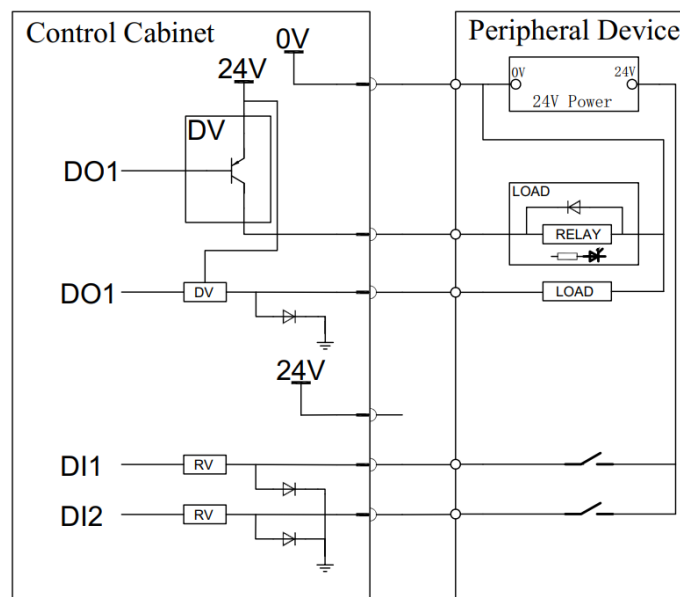 Control Cabinet
Peripheral Device
0V
24V
0V
24V
24V Power
DV
DO1
LOAD
RELAY
DO1
DV
LOAD
24V
DI1
RV
DI2
RV